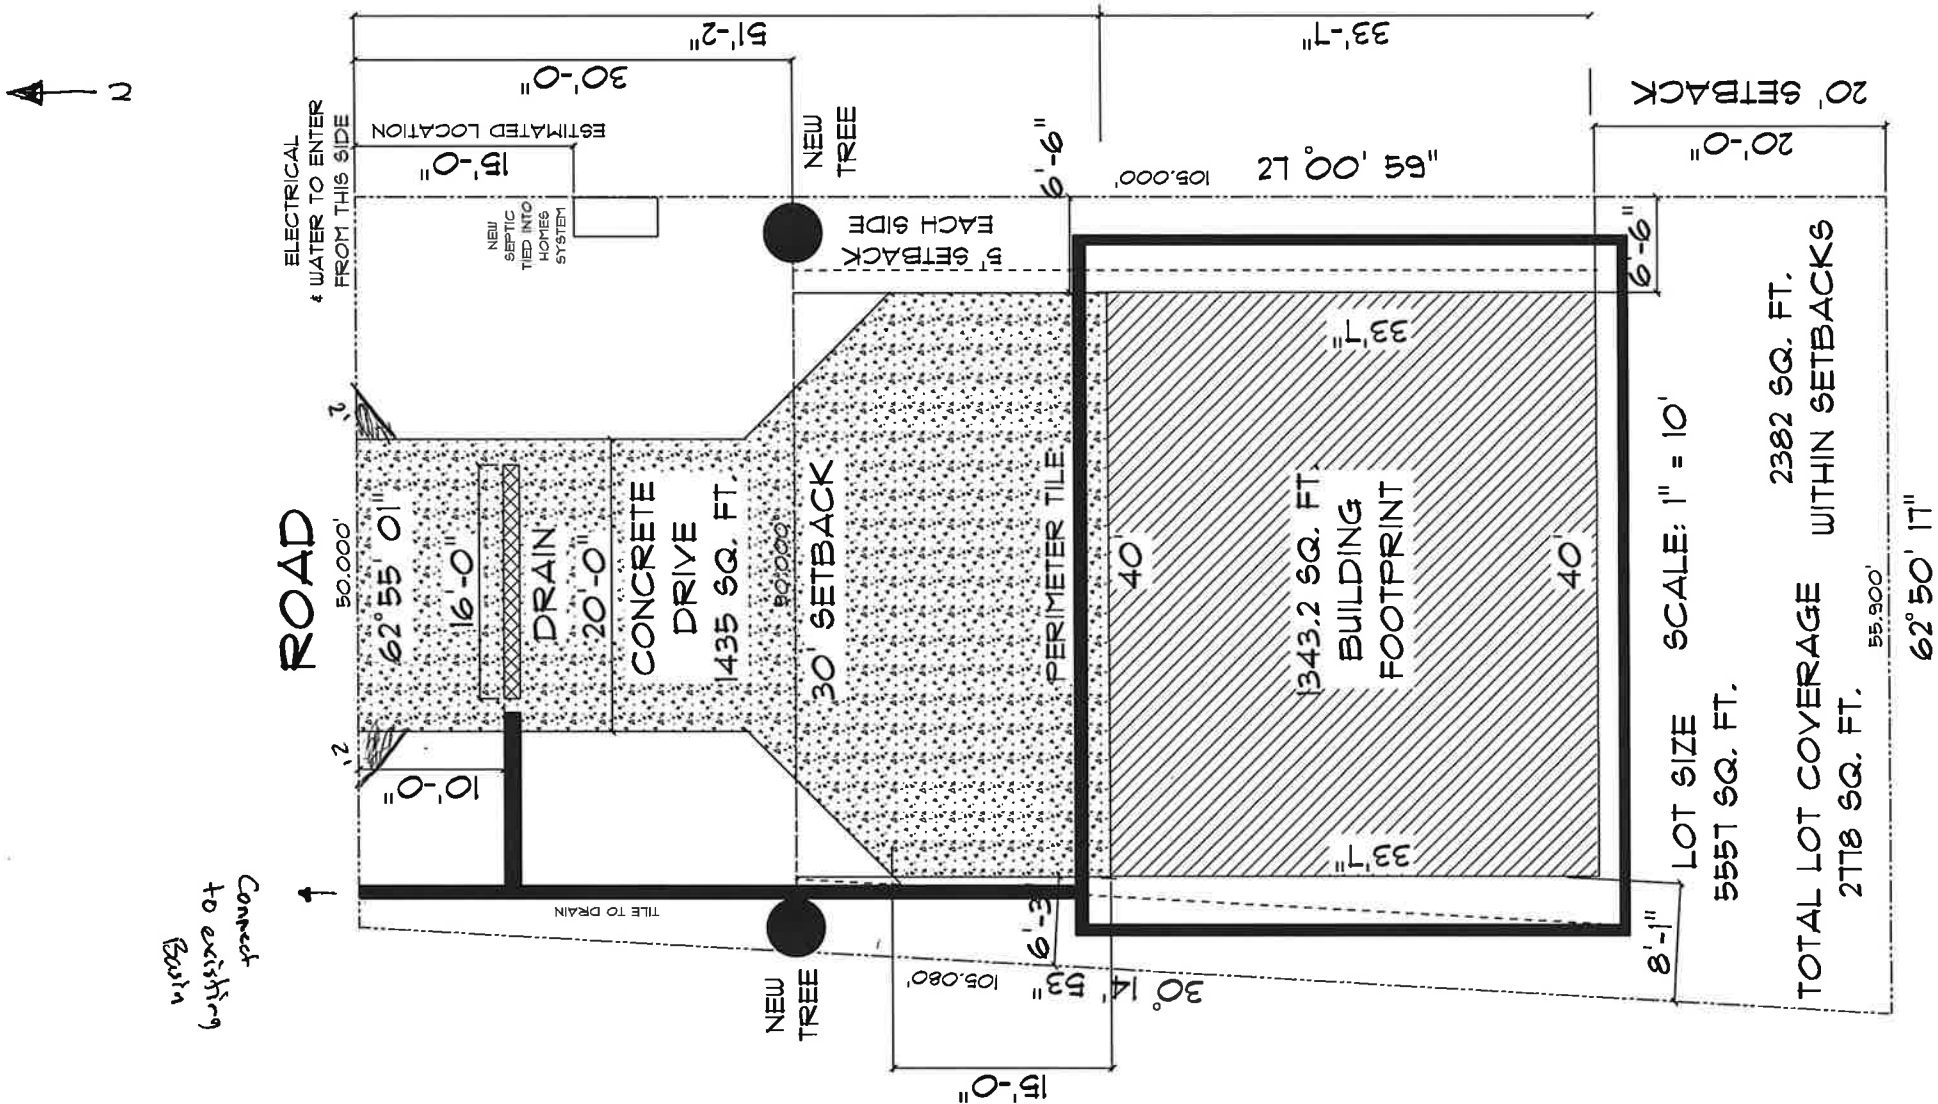 N
Connect
to existing
Basin
ROAD
ELECTRICAL
& WATER TO ENTER
FROM THIS SIDE
50.000'
2'
2'
62° 55' 01"
16'-0"
DRAIN
20'-0"
10'-0"
CONCRETE
DRIVE
1435 SQ. FT.
50.000'
30' SETBACK
NEW
SEPTIC
TIED INTO
HOMES
SYSTEM
ESTIMATED LOCATION
15'-0"
30'-0"
51'-2"
33'-7"
NEW
TREE
NEW
TREE
TILE TO DRAIN
5' SETBACK
EACH SIDE
6'-6"
6'-3"
105.000'
27° 00' 59"
105.080'
30° 14' 53"
15'-0"
PERIMETER TILE
40'
33'7"
33'7"
1343.2 SQ. FT
BUILDING
FOOTPRINT
40'
6'-6"
8'-1"
20' SETBACK
20'-0"
LOT SIZE
5557 SQ. FT.
SCALE: 1" = 10'
TOTAL LOT COVERAGE
2778 SQ. FT.
2382 SQ. FT.
WITHIN SETBACKS
55.900'
62° 50' 17"